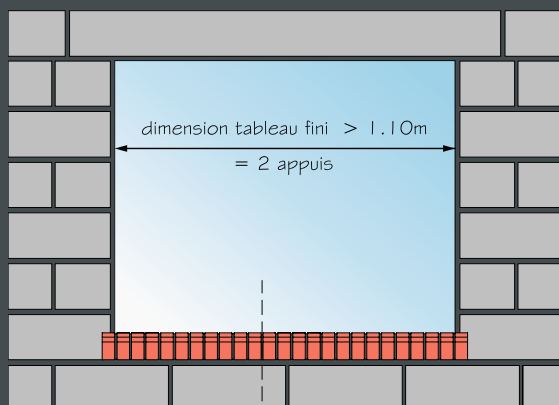 dimension tableau fini > 1.10m
= 2 appuis